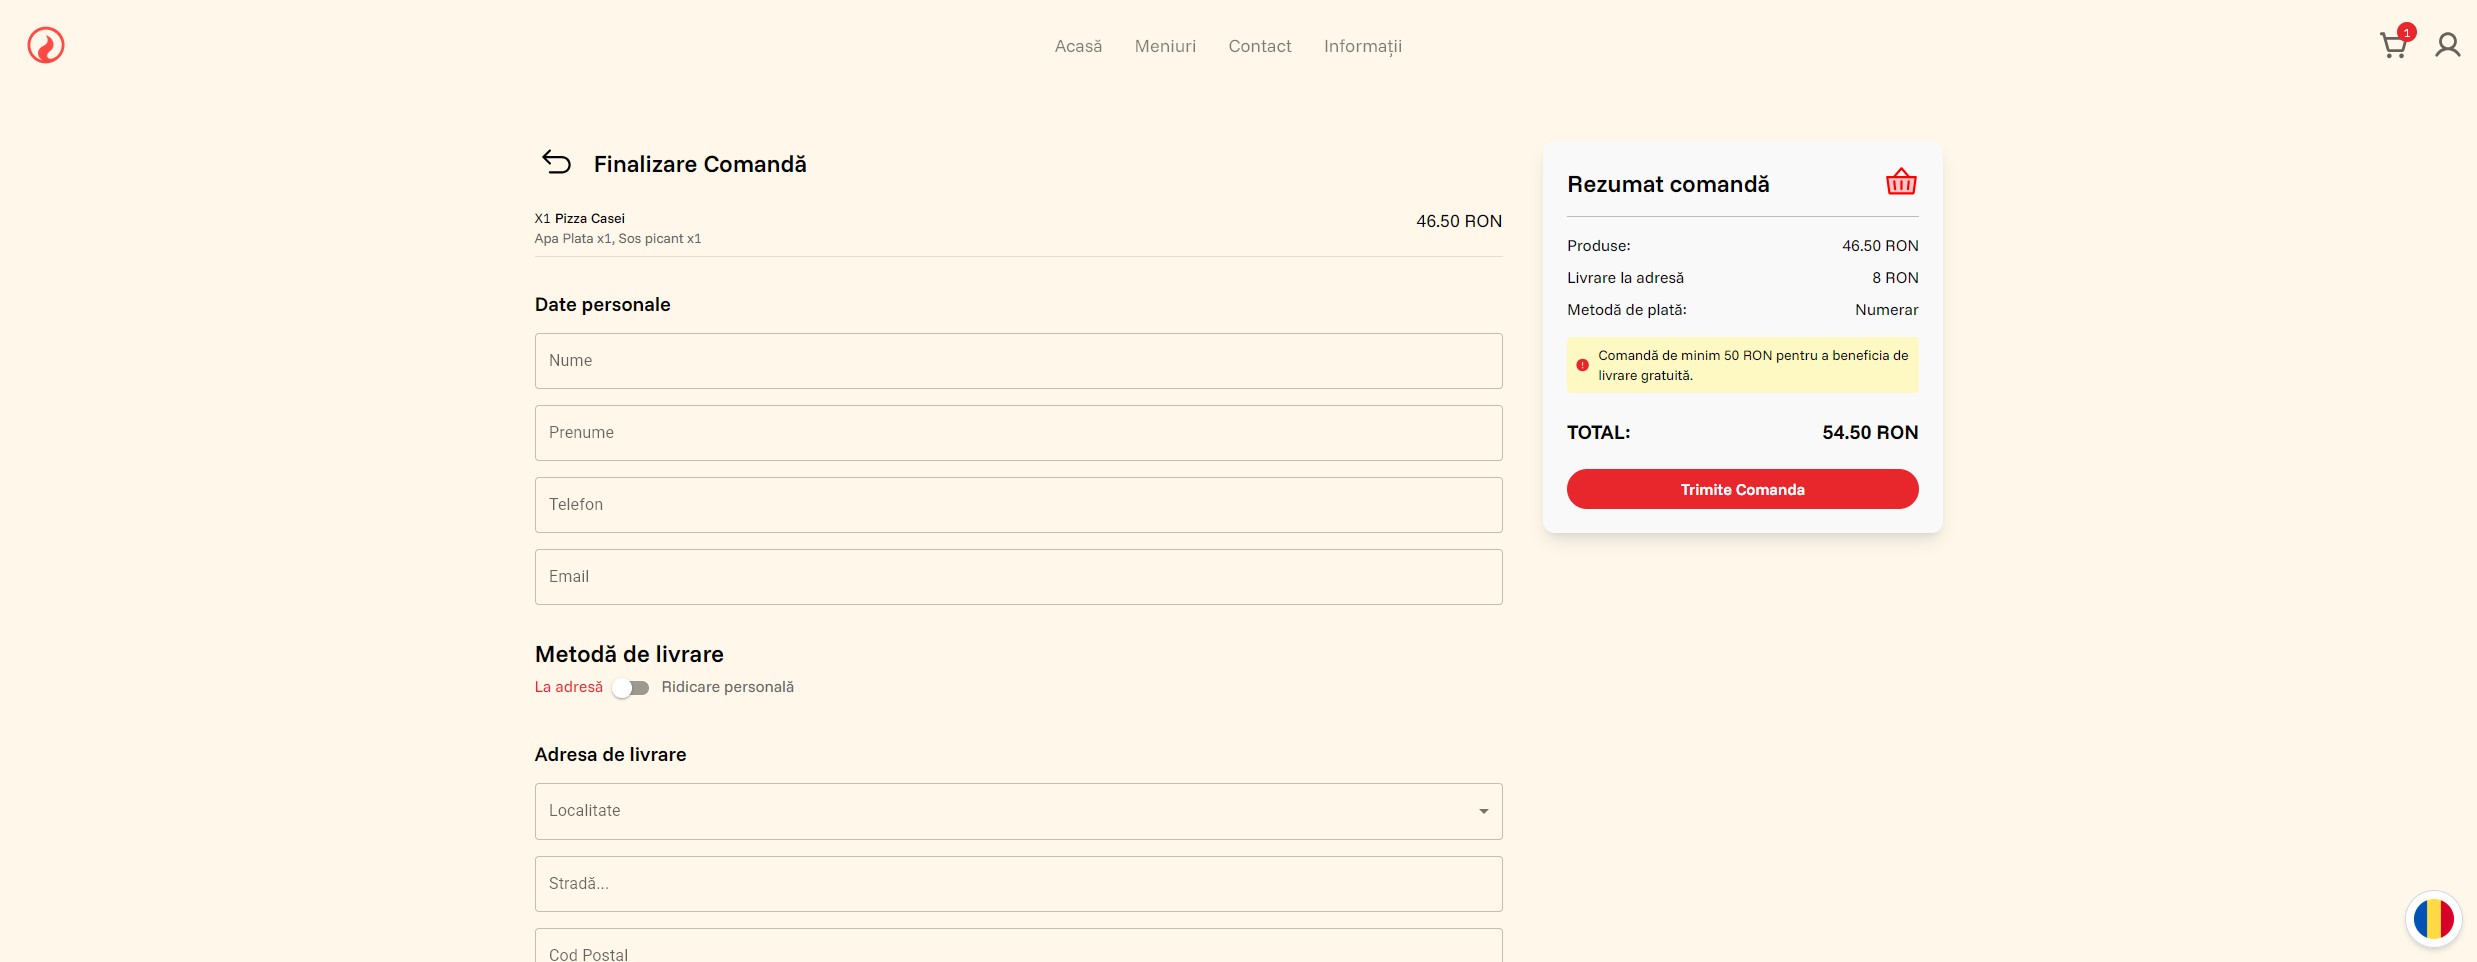 Acasă Meniuri Contact Informații
1
Finalizare Comandă
X1 Pizza Casei 46.50 RON
Apa Plata x1, Sos picant x1
Date personale
Nume
Prenume
Telefon
Email
Metodă de livrare
La adresă Ridicare personală
Adresa de livrare
Localitate
Stradă...
Cod Postal
Rezumat comandă
Produse: 46.50 RON
Livrare la adresă 8 RON
Metodă de plată: Numerar
Comandă de minim 50 RON pentru a beneficia de
livrare gratuită.
TOTAL: 54.50 RON
Trimite Comanda